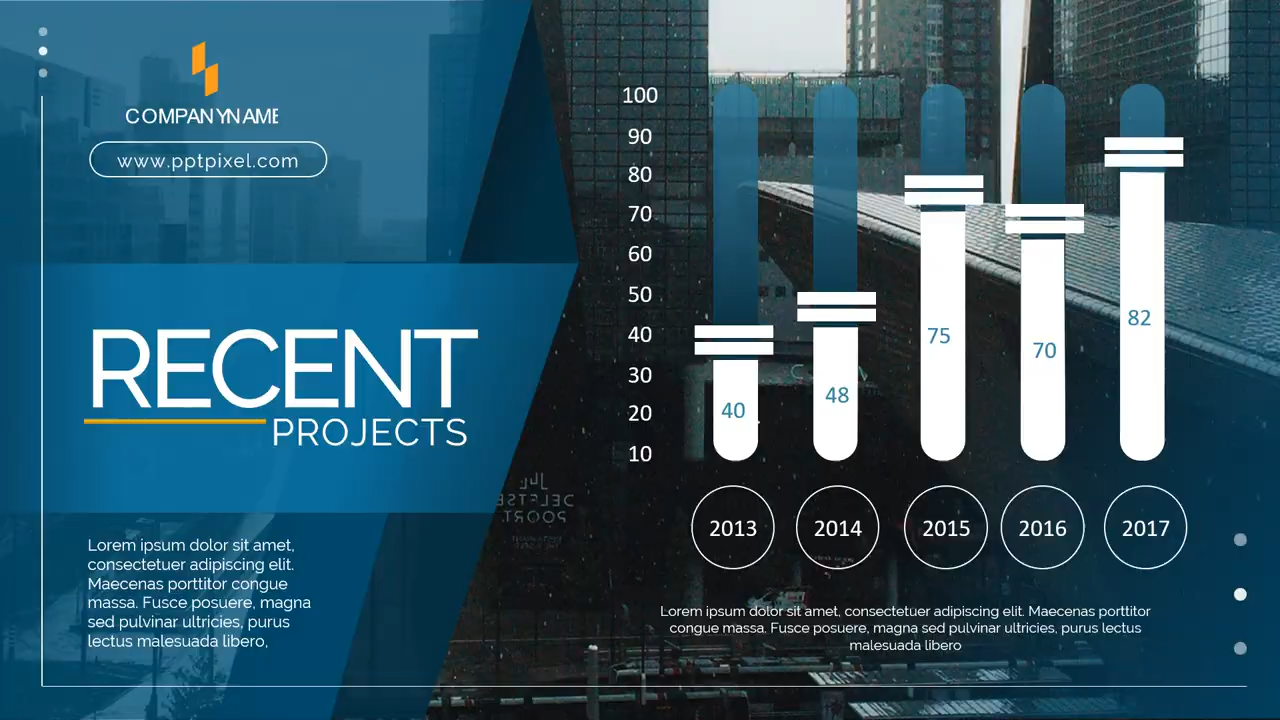 COMPANYNAME
www.pptpixel.com
RECENT
PROJECTS
Lorem ipsum dolor sit amet,
consectetuer adipiscing elit.
Maecenas porttitor congue
massa. Fusce posuere, magna
sed pulvinar ultricies, purus
lectus malesuada libero,
100
90
80
70
60
50
40
30
20
10
40
48
75
70
82
2013
2014
2015
2016
2017
DELFTSE
POORT
Lorem ipsum dolor sit amet, consectetuer adipiscing elit. Maecenas porttitor
congue massa. Fusce posuere, magna sed pulvinar ultricies, purus lectus
malesuada libero